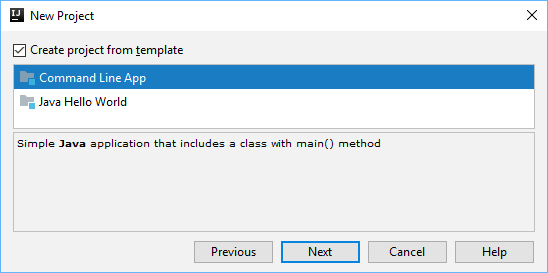 IJ
New Project
Create project from template
Command Line App
Java Hello World
Simple Java application that includes a class with main() method
Previous
Next
Cancel
Help